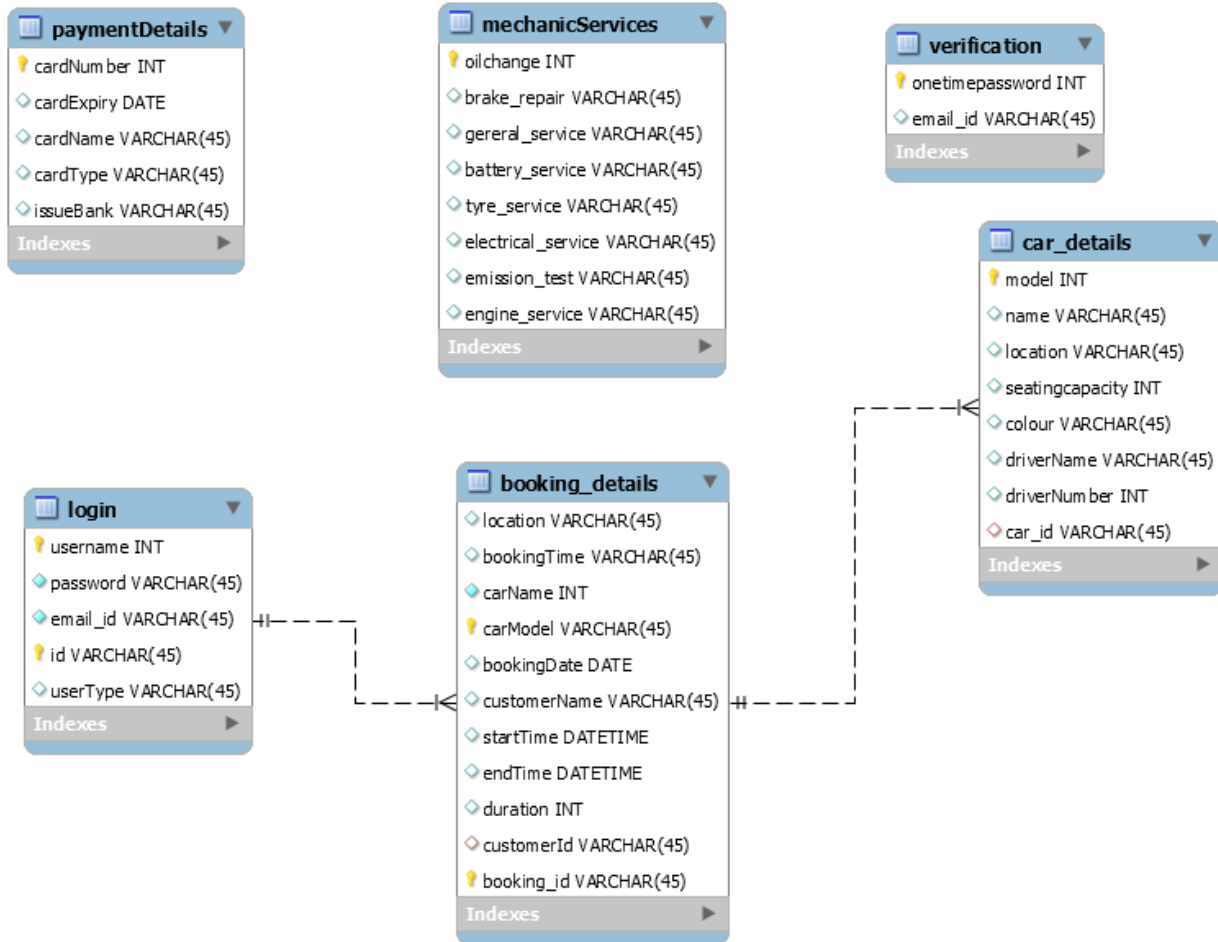 paymentDetails
cardNumber INT
cardExpiry DATE
cardName VARCHAR(45)
cardType VARCHAR(45)
issueBank VARCHAR(45)
Indexes
mechanicServices
oilchange INT
brake_repair VARCHAR(45)
gereral_service VARCHAR(45)
battery_service VARCHAR(45)
tyre_service VARCHAR(45)
electrical_service VARCHAR(45)
emission_test VARCHAR(45)
engine_service VARCHAR(45)
Indexes
verification
onetimepassword INT
email_id VARCHAR(45)
Indexes
car_details
model INT
name VARCHAR(45)
location VARCHAR(45)
seatingcapacity INT
colour VARCHAR(45)
driverName VARCHAR(45)
driverNumber INT
car_id VARCHAR(45)
Indexes
login
username INT
password VARCHAR(45)
email_id VARCHAR(45)
id VARCHAR(45)
userType VARCHAR(45)
Indexes
booking_details
location VARCHAR(45)
bookingTime VARCHAR(45)
carName INT
carModel VARCHAR(45)
bookingDate DATE
customerName VARCHAR(45)
startTime DATETIME
endTime DATETIME
duration INT
customerId VARCHAR(45)
booking_id VARCHAR(45)
Indexes